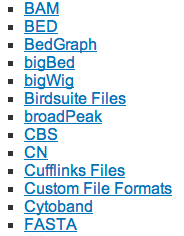 BAM
BED
BedGraph
bigBed
bigWig
Birdsuite Files
broadPeak
CBS
CN
Cufflinks Files
Custom File Formats
Cytoband
FASTA